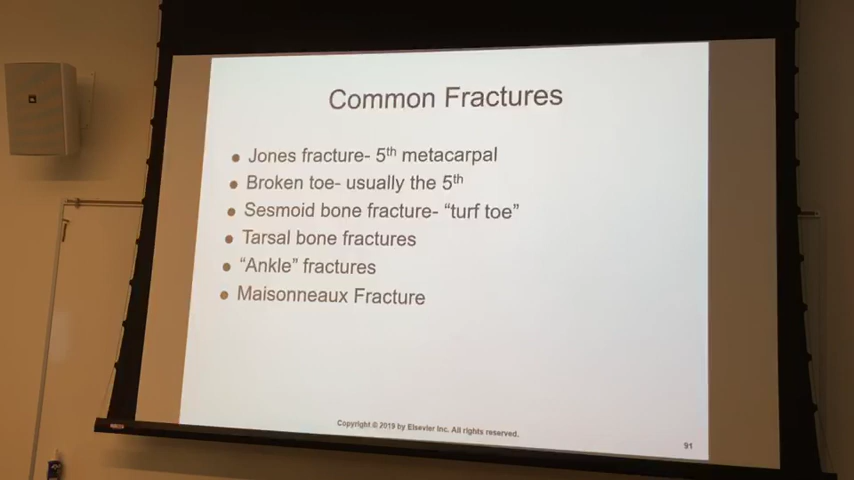 Common Fractures
Jones fracture- 5th metacarpal
Broken toe- usually the 5th
Sesmoid bone fracture- “turf toe”
Tarsal bone fractures
“Ankle” fractures
Maisonneaux Fracture
Copyright © 2019 by Elsevier Inc. All rights reserved.
91